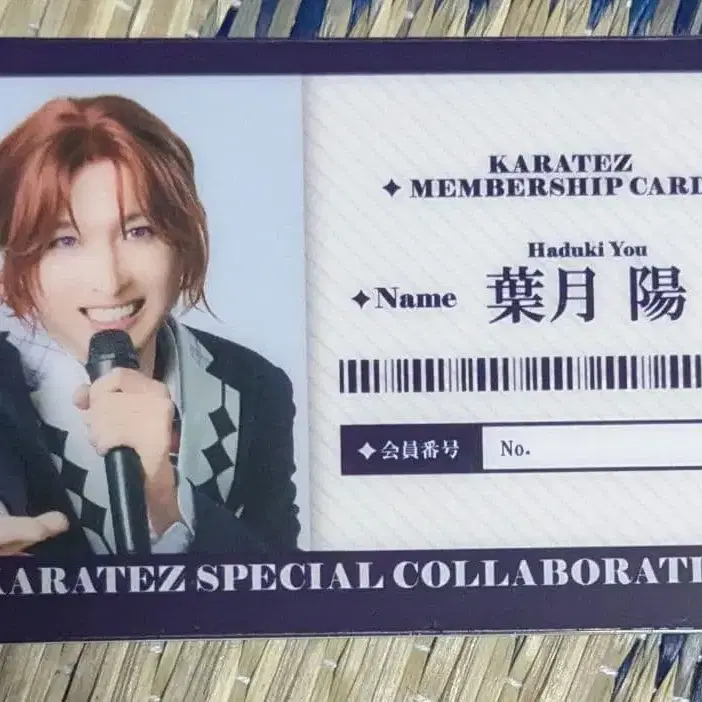 KARATEZ
✦ MEMBERSHIP CARD
Haduki You
✦Name 葉月 陽
✦会員番号 No.
KARATEZ SPECIAL COLLABORATI